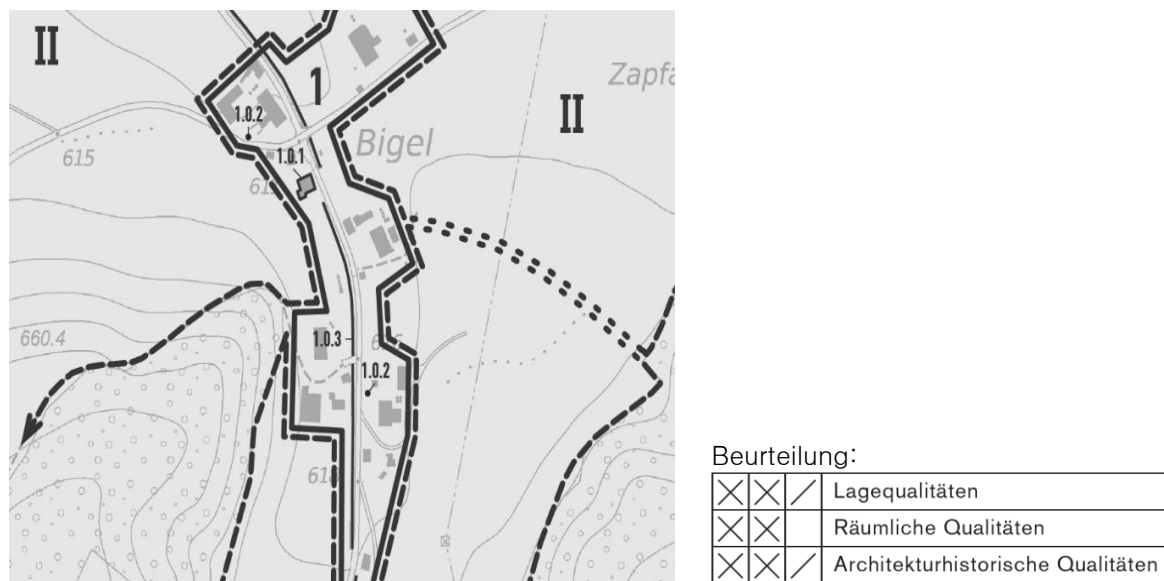 II
1
Zapfa
II
1.0.2
Bigel
615
1.0.1
660.4
1.0.3
1.0.2
Beurteilung:
Lagequalitäten
Räumliche Qualitäten
Architekturhistorische Qualitäten